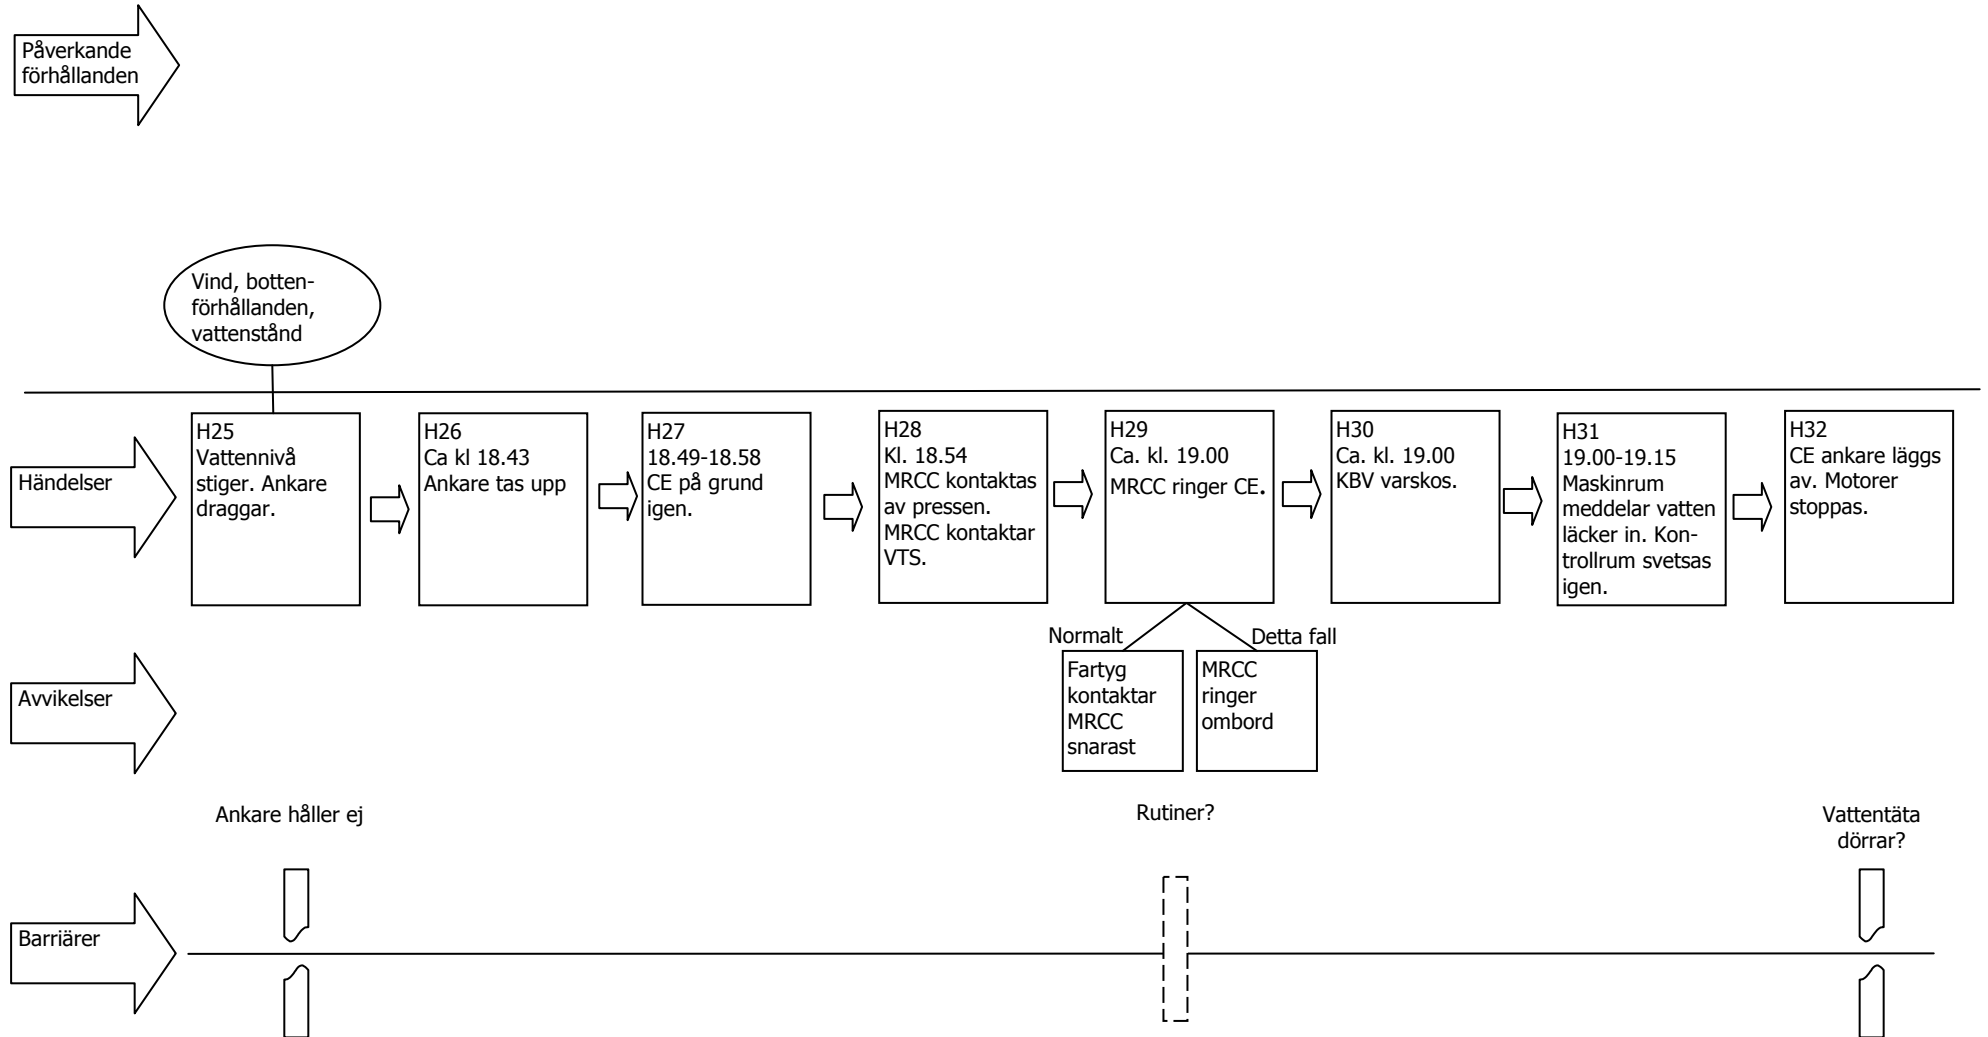 Påverkande
förhållanden
Vind, botten-
förhållanden,
vattenstånd
Händelser
H25
Vattennivå
stiger. Ankare
draggar.
H26
Ca kl 18.43
Ankare tas upp
H27
18.49-18.58
CE på grund
igen.
H28
Kl. 18.54
MRCC kontaktas
av pressen.
MRCC kontaktar
VTS.
H29
Ca. kl. 19.00
MRCC ringer CE.
H30
Ca. kl. 19.00
KBV varskos.
H31
19.00-19.15
Maskinrum
meddelar vatten
läcker in. Kon-
trollrum svetsas
igen.
H32
CE ankare läggs
av. Motorer
stoppas.
Avvikelser
Normalt
Fartyg
kontaktar
MRCC
snarast
Detta fall
MRCC
ringer
ombord
Barriärer
Ankare håller ej
Rutiner?
Vattentäta
dörrar?